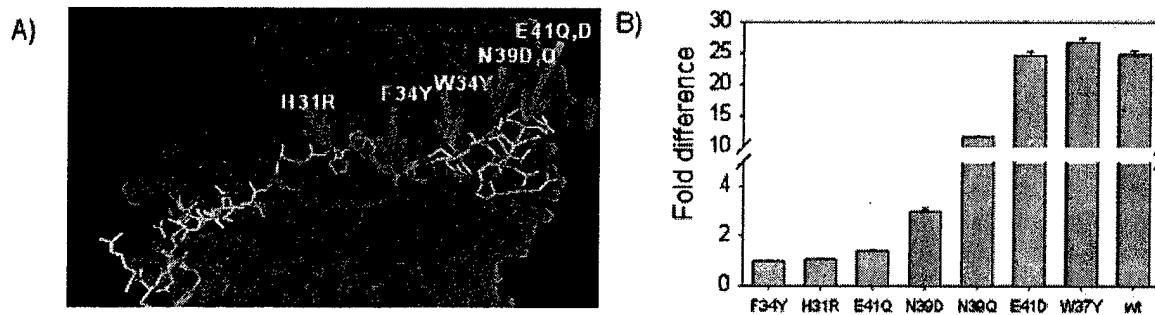 A)
E41Q,D
N39D,Q
W34Y
F34Y
H31R
B)
Fold difference
30
25
20
15
10
4
2
0
F34Y H31R E41Q N39D N39Q E41D W37Y wt